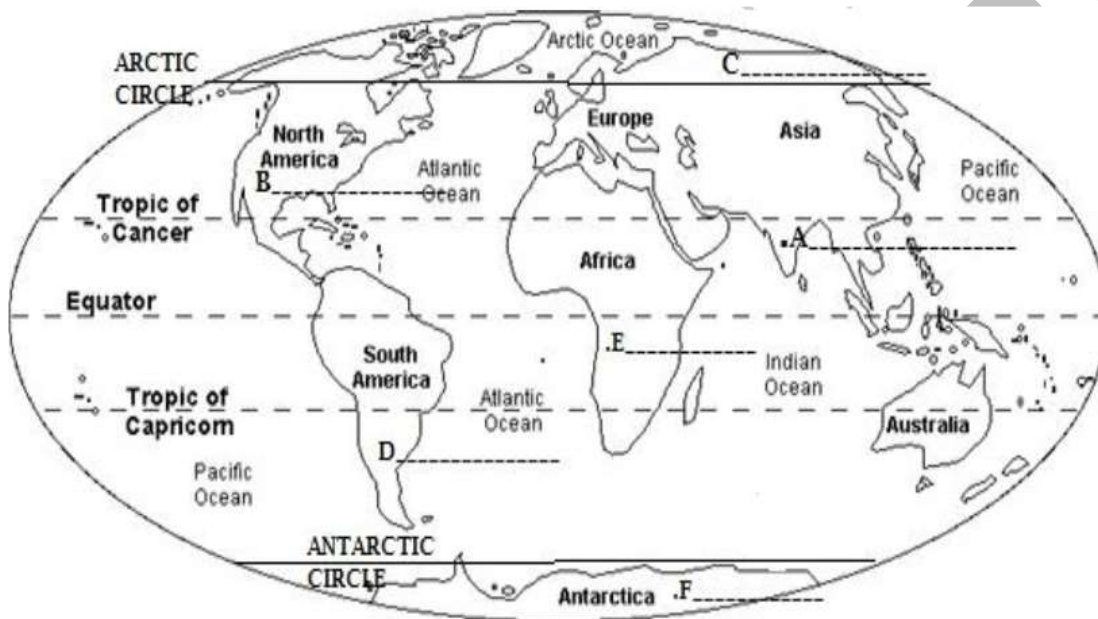 Arctic Ocean
ARCTIC
CIRCLE
C
North
America
Europe
Asia
Atlantic
Ocean
Pacific
Ocean
B
Tropic of
Cancer
.A
Africa
Equator
.E
South
America
Indian
Ocean
Tropic of
Capricorn
Atlantic
Ocean
Australia
D
Pacific
Ocean
ANTARCTIC
CIRCLE
Antarctica
.F